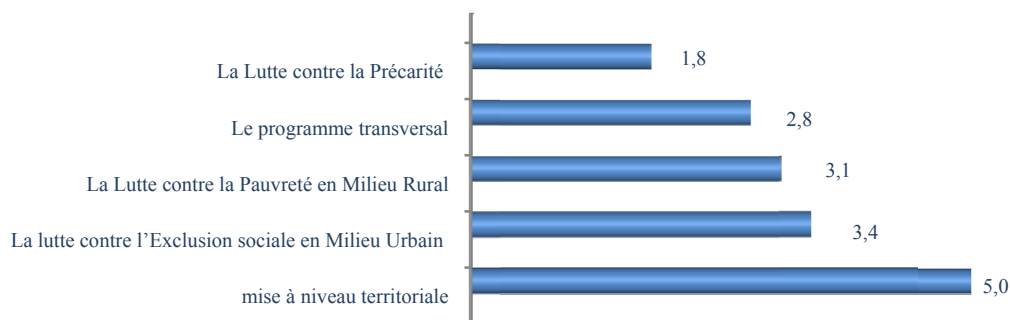 La Lutte contre la Précarité 1,8
Le programme transversal 2,8
La Lutte contre la Pauvreté en Milieu Rural 3,1
La lutte contre l’Exclusion sociale en Milieu Urbain 3,4
mise à niveau territoriale 5,0